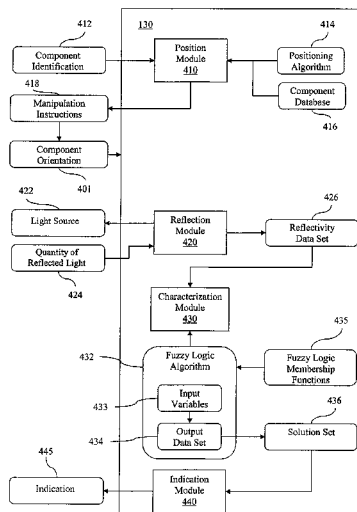 412
130
414
Component
Identification
Position
Module
410
Positioning
Algorithm
418
Manipulation
Instructions
Component
Database
416
Component
Orientation
401
422
426
Light Source
Reflection
Module
420
Reflectivity
Data Set
Quantity of
Reflected Light
424
Characterization
Module
430
432
Fuzzy Logic
Algorithm
435
Fuzzy Logic
Membership
Functions
433
Input
Variables
436
434
Output
Data Set
Solution Set
445
Indication
Indication
Module
440